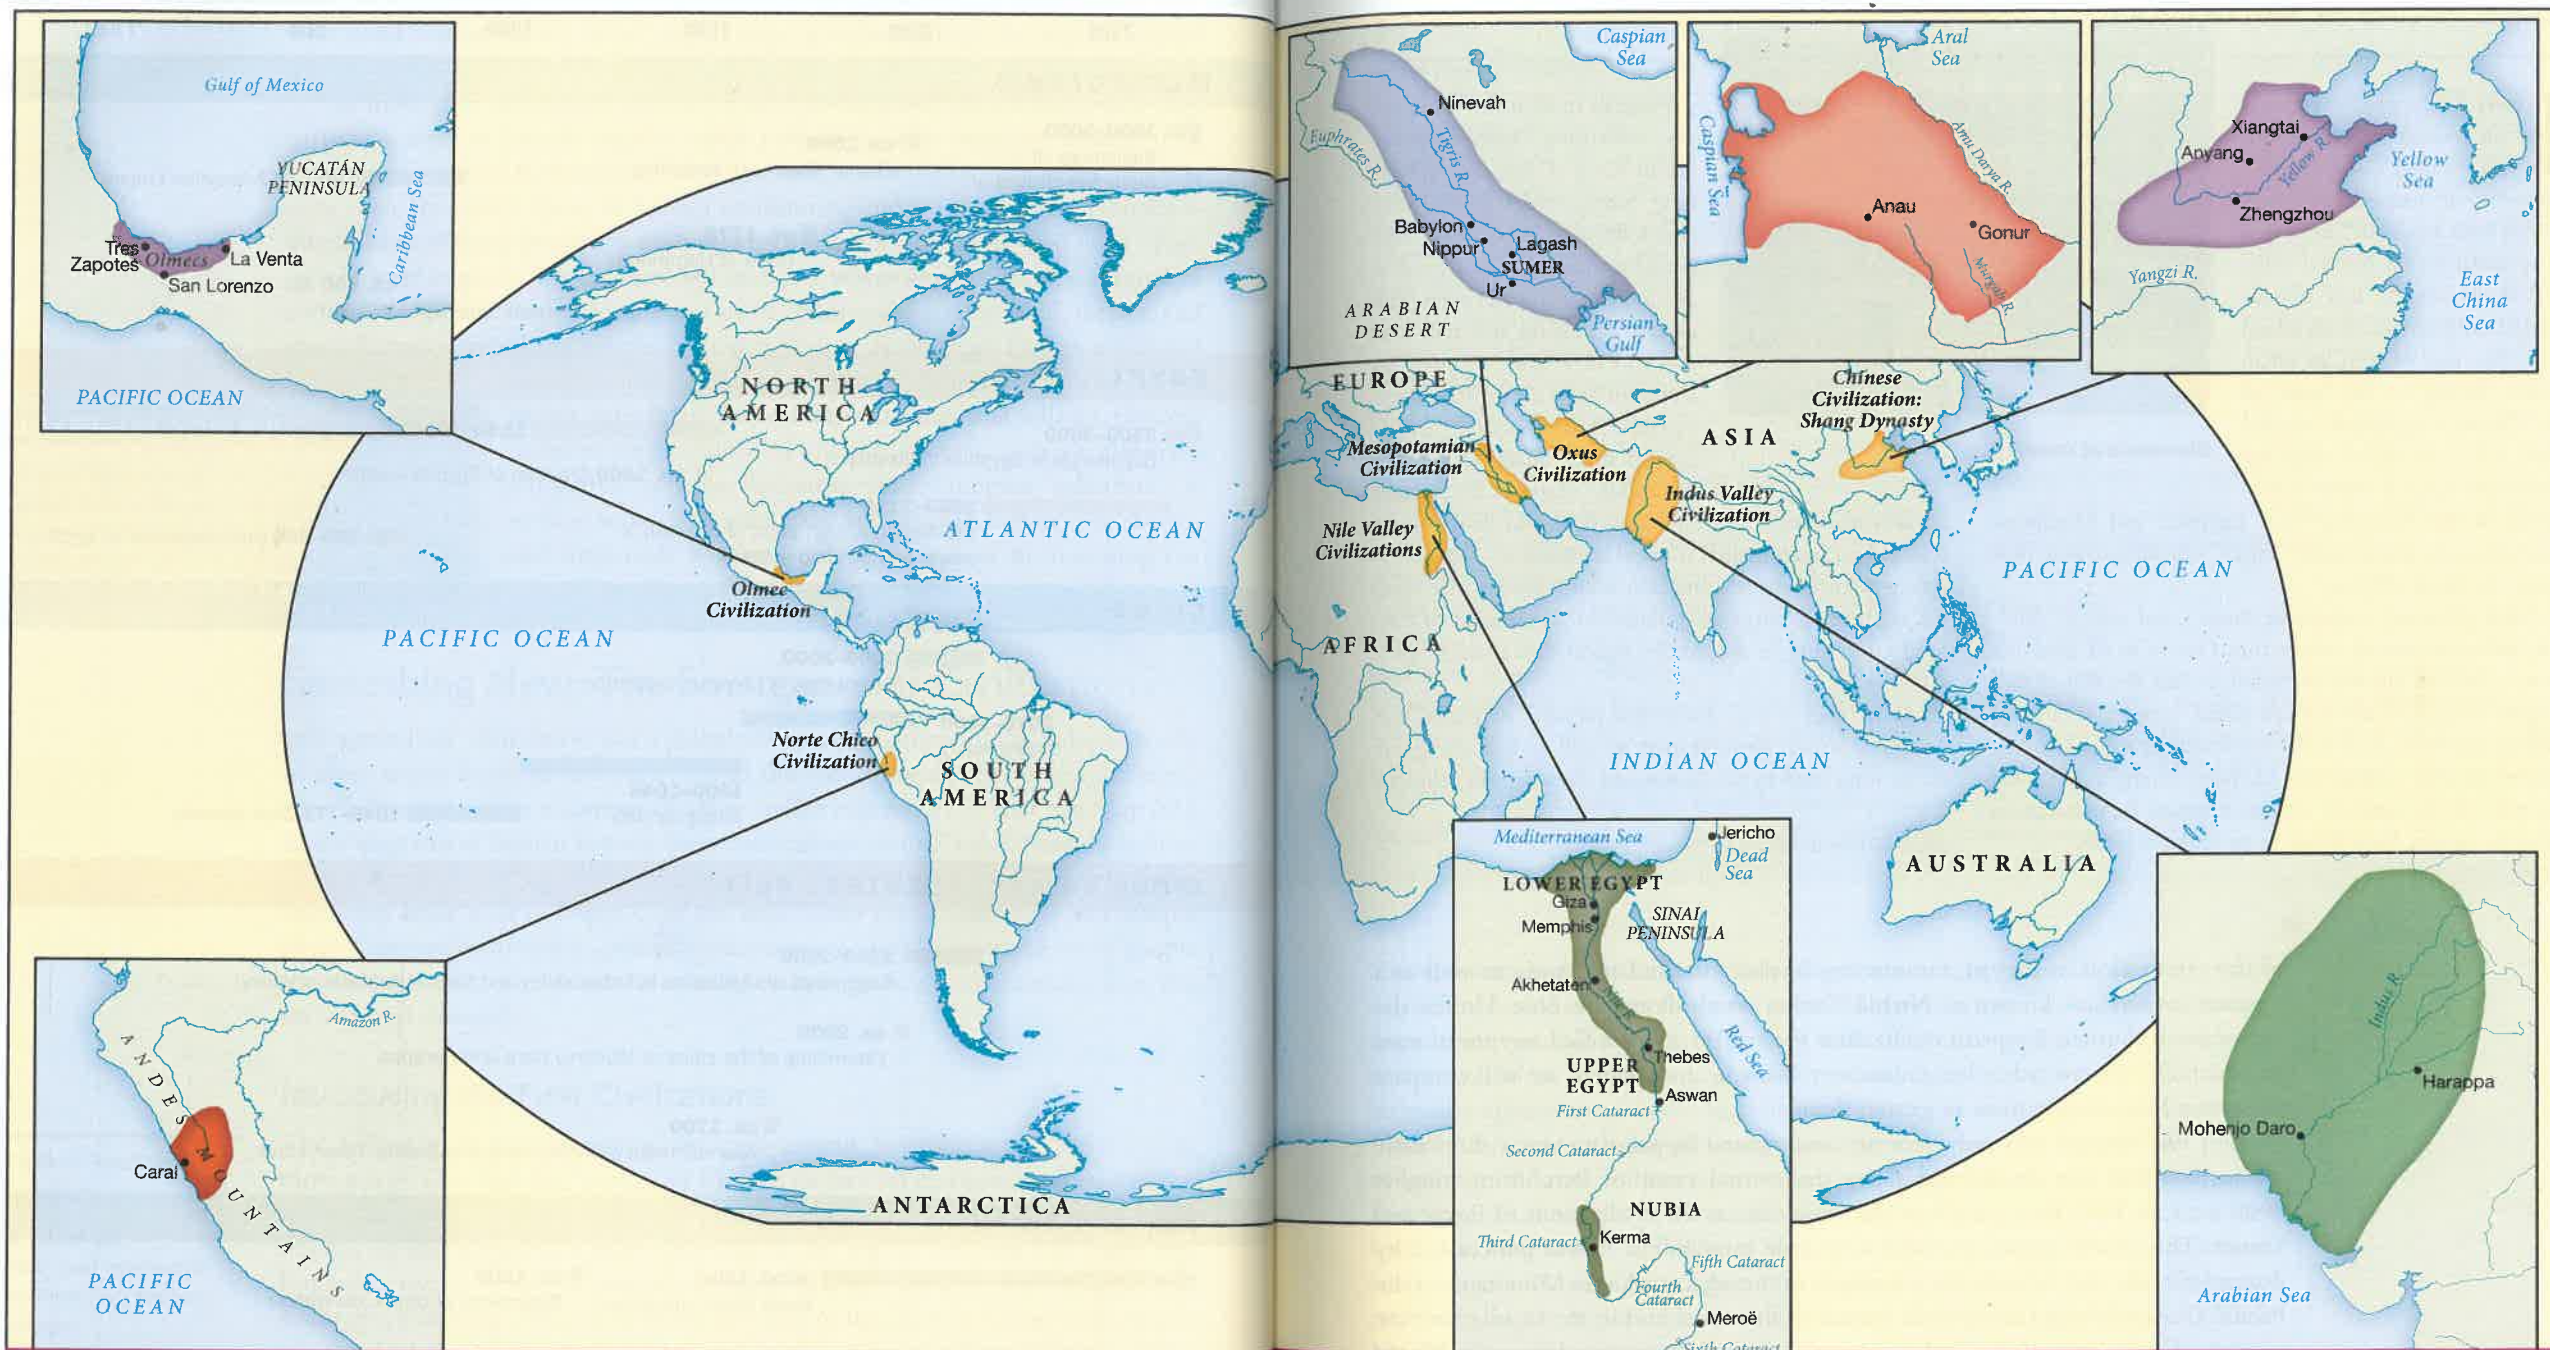 Gulf of Mexico
YUCATÁN
PENINSULA
Caribbean Sea
Tres
Zapotes
Olmecs
La Venta
San Lorenzo
PACIFIC OCEAN
Caspian
Sea
Ninevah
Euphrates R.
Tigris R.
Babylon
Nippur
Lagash
SUMER
Ur
ARABIAN
DESERT
Persian
Gulf
Aral
Sea
Caspian Sea
Amu Darya R.
Anau
Gonur
Murgab R.
Xiangtai
Anyang
Yellow R.
Zhengzhou
Yellow
Sea
Yangzi R.
East
China
Sea
NORTH
AMERICA
ATLANTIC OCEAN
Olmec
Civilization
PACIFIC OCEAN
Norte Chico
Civilization
SOUTH
AMERICA
ANTARCTICA
EUROPE
Mesopotamian
Civilization
Oxus
Civilization
ASIA
Chinese
Civilization:
Shang Dynasty
Indus Valley
Civilization
Nile Valley
Civilizations
AFRICA
PACIFIC OCEAN
INDIAN OCEAN
AUSTRALIA
Amazon R.
ANDES MOUNTAINS
Caral
PACIFIC
OCEAN
Mediterranean Sea
Jericho
Dead
Sea
LOWER EGYPT
Giza
Memphis
SINAI
PENINSULA
Akhetaten
Nile R.
Red Sea
Thebes
UPPER
EGYPT
Aswan
First Cataract
Second Cataract
NUBIA
Third Cataract
Kerma
Fifth Cataract
Fourth
Cataract
Meroë
Sixth Cataract
Indus R.
Harappa
Mohenjo Daro
Arabian Sea